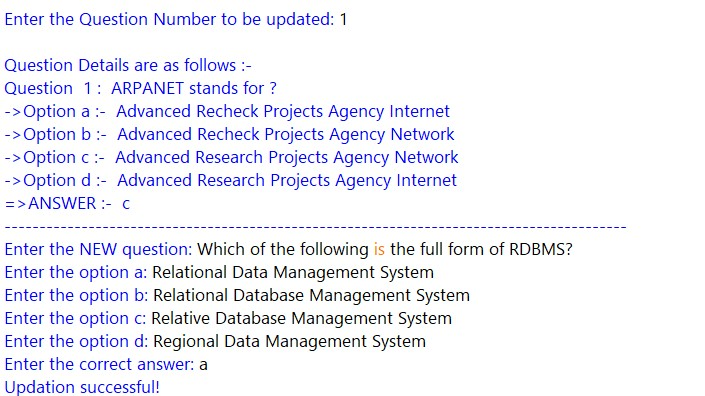 Enter the Question Number to be updated: 1
Question Details are as follows :-
Question  1 :  ARPANET stands for ?
->Option a :-  Advanced Recheck Projects Agency Internet
->Option b :-  Advanced Recheck Projects Agency Network
->Option c :-  Advanced Research Projects Agency Network
->Option d :-  Advanced Research Projects Agency Internet
=>ANSWER :-  c
------------------------------------------------------------------------------------------
Enter the NEW question: Which of the following is the full form of RDBMS?
Enter the option a: Relational Data Management System
Enter the option b: Relational Database Management System
Enter the option c: Relative Database Management System
Enter the option d: Regional Data Management System
Enter the correct answer: a
Updation successful!